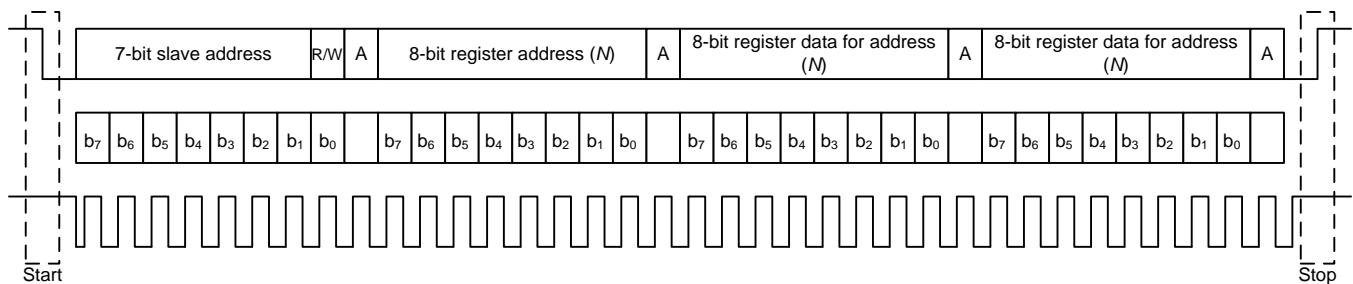 7-bit slave address R/W A 8-bit register address (N) A 8-bit register data for address (N) A 8-bit register data for address (N) A
b7 b6 b5 b4 b3 b2 b1 b0 b7 b6 b5 b4 b3 b2 b1 b0 b7 b6 b5 b4 b3 b2 b1 b0 b7 b6 b5 b4 b3 b2 b1 b0
Start Stop